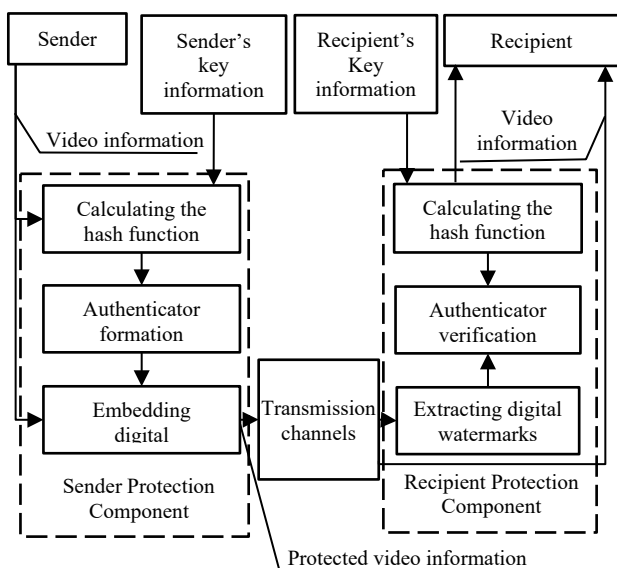 Sender
Sender’s
key
information
Recipient’s
Key
information
Recipient
Video information
Video
information
Calculating the
hash function
Calculating the
hash function
Authenticator
formation
Authenticator
verification
Embedding
digital
Transmission
channels
Extracting digital
watermarks
Sender Protection
Component
Recipient Protection
Component
Protected video information